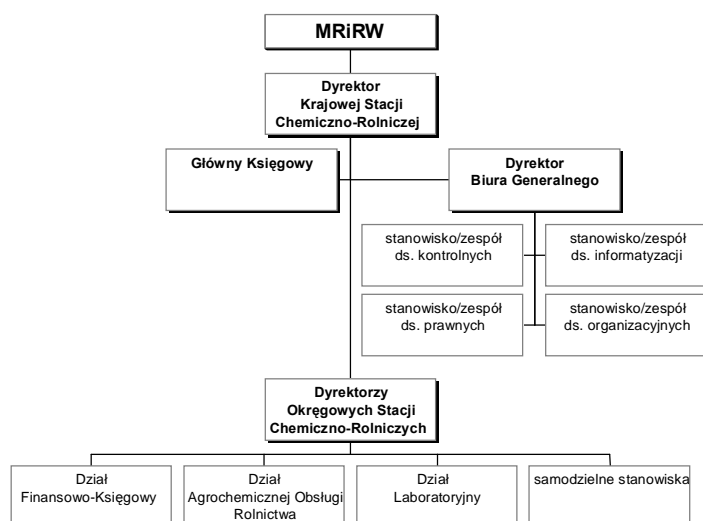 MRiRW
Dyrektor
Krajowej Stacji
Chemiczno-Rolniczej
Główny Księgowy
Dyrektor
Biura Generalnego
stanowisko/zespół
ds. kontrolnych
stanowisko/zespół
ds. informatyzacji
stanowisko/zespół
ds. prawnych
stanowisko/zespół
ds. organizacyjnych
Dyrektorzy
Okręgowych Stacji
Chemiczno-Rolniczych
Dział
Finansowo-Księgowy
Dział
Agrochemicznej Obsługi
Rolnictwa
Dział
Laboratoryjny
samodzielne stanowiska